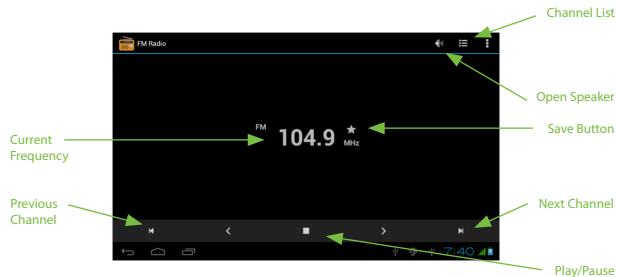 Channel List
FM Radio
Open Speaker
FM
104.9
MHz
Save Button
Current
Frequency
Previous
Channel
Next Channel
7:40
Play/Pause